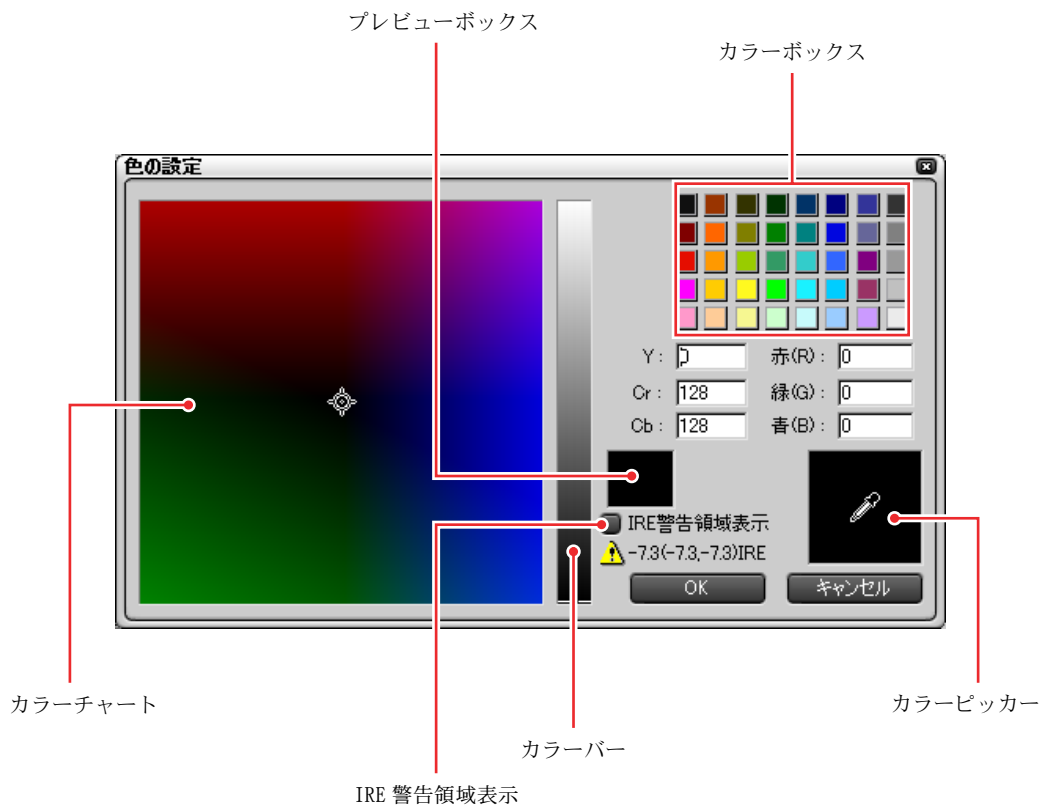 プレビューボックス
カラーボックス
色の設定
Y : 0 赤(R) : 0
Cr : 128 緑(G) : 0
Cb : 128 青(B) : 0
IRE警告領域表示
-7.3(-7.3,-7.3)IRE
OK キャンセル
カラーチャート
カラーピッカー
カラーバー
IRE 警告領域表示